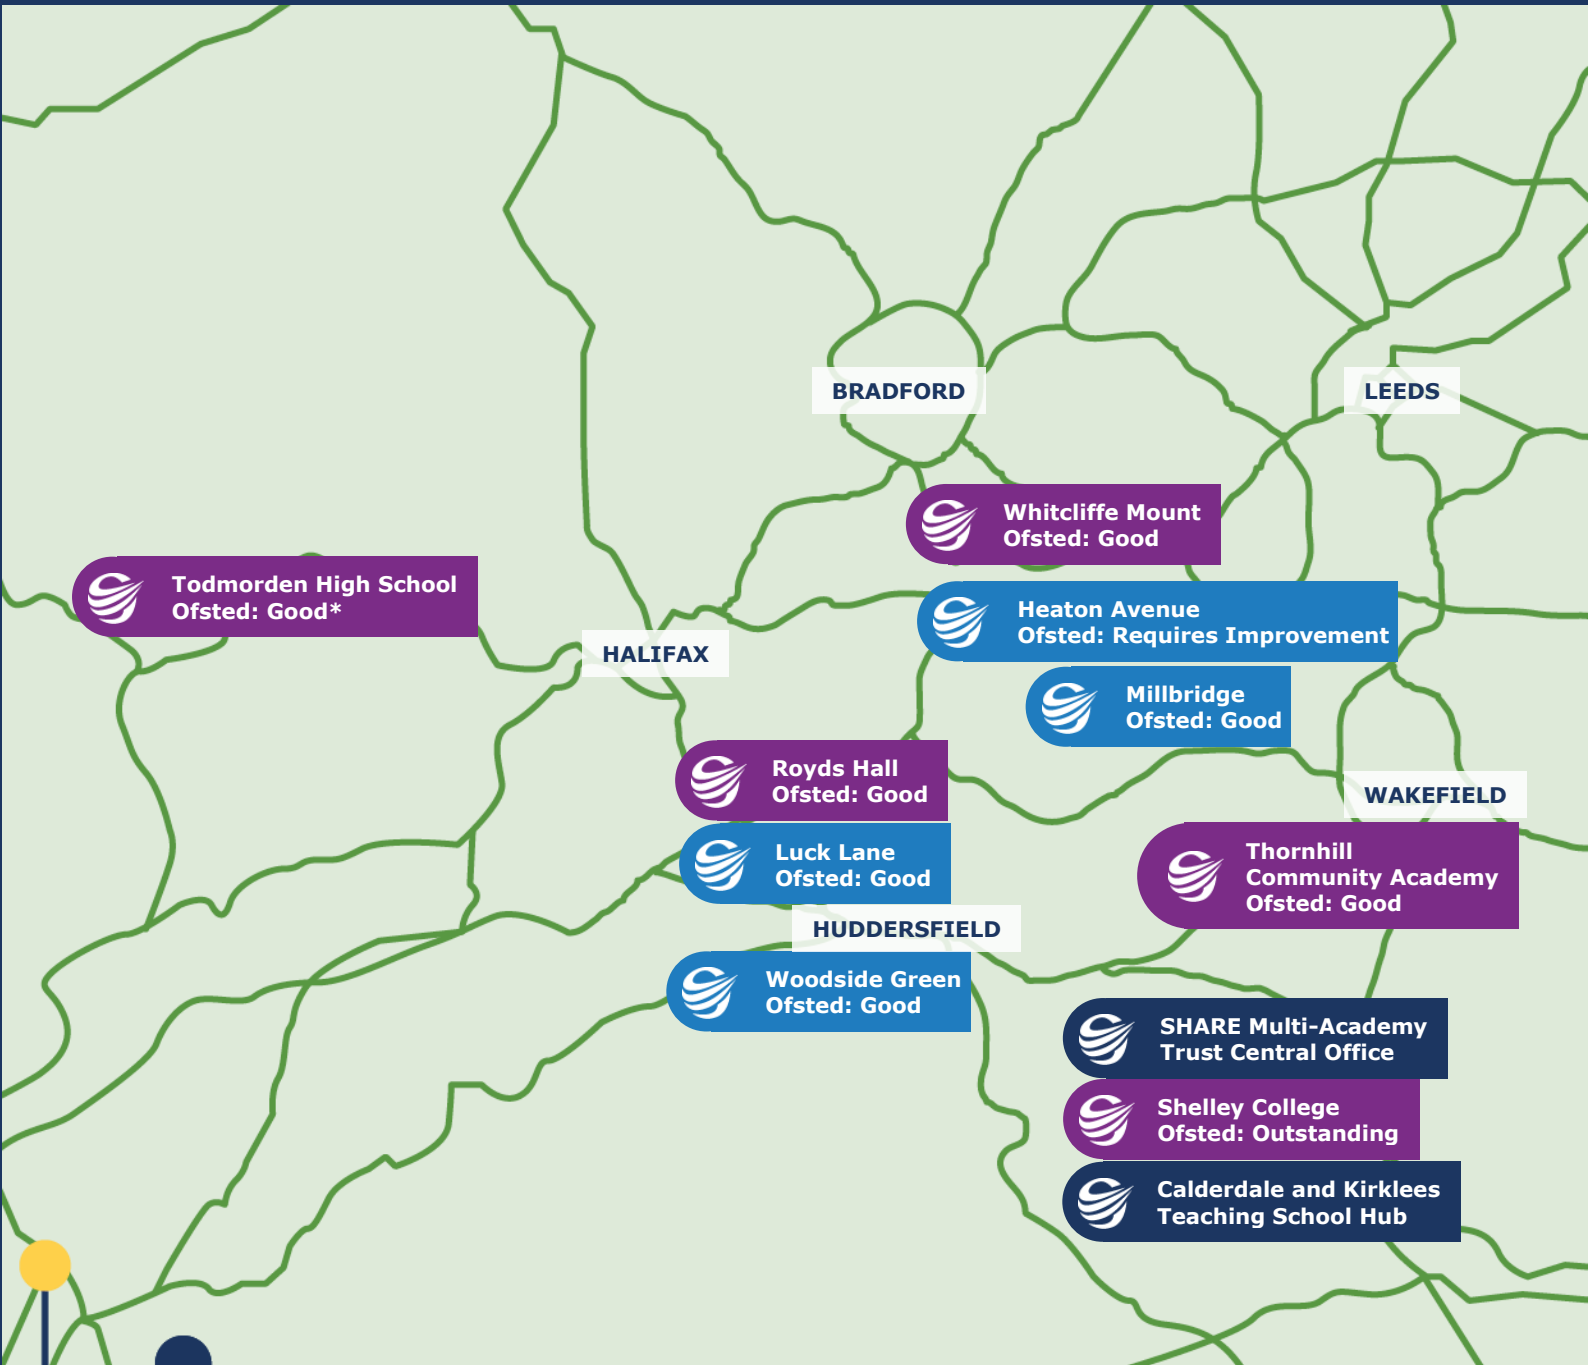 BRADFORD
LEEDS
Whitcliffe Mount
Ofsted: Good
Todmorden High School
Ofsted: Good*
Heaton Avenue
Ofsted: Requires Improvement
HALIFAX
Millbridge
Ofsted: Good
Royds Hall
Ofsted: Good
WAKEFIELD
Luck Lane
Ofsted: Good
Thornhill
Community Academy
Ofsted: Good
HUDDERSFIELD
Woodside Green
Ofsted: Good
SHARE Multi-Academy
Trust Central Office
Shelley College
Ofsted: Outstanding
Calderdale and Kirklees
Teaching School Hub